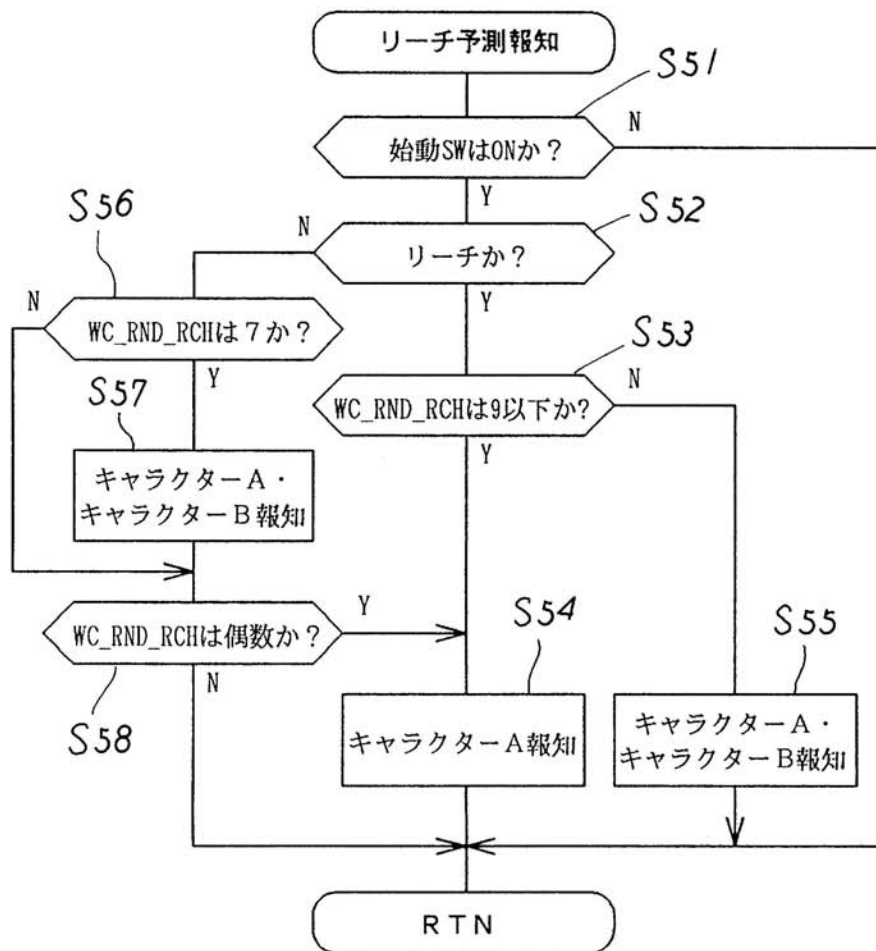 リーチ予測報知
S51
始動SWはONか？
N
Y
S52
リーチか？
N
Y
S56
WC_RND_RCHは７か？
N
Y
S53
WC_RND_RCHは9以下か?
N
Y
S57
キャラクターＡ・
キャラクターＢ報知
WC_RND_RCHは偶数か？
Y
N
S58
S54
キャラクターＡ報知
S55
キャラクターＡ・
キャラクターＢ報知
ＲＴＮ